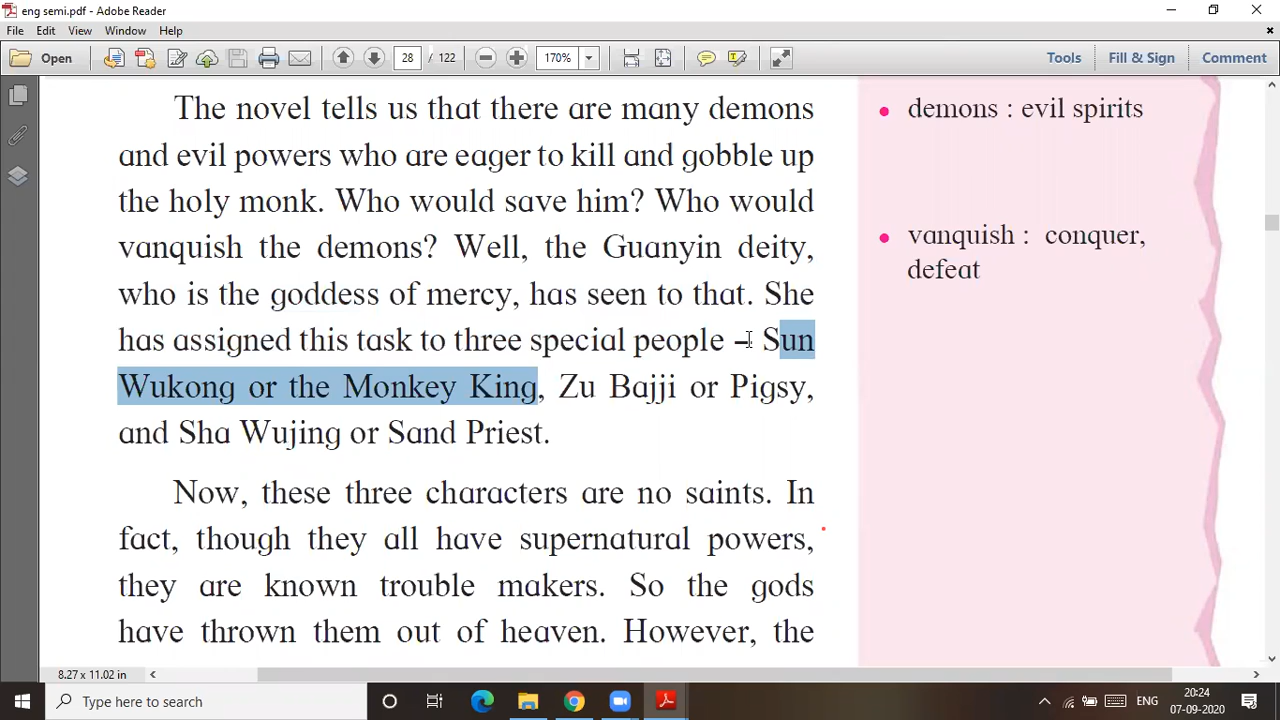 eng semi.pdf - Adobe Reader
File Edit View Window Help
Open 28 / 122 170% Tools Fill & Sign Comment
The novel tells us that there are many demons
and evil powers who are eager to kill and gobble up
the holy monk. Who would save him? Who would
vanquish the demons? Well, the Guanyin deity,
who is the goddess of mercy, has seen to that. She
has assigned this task to three special people – Sun
Wukong or the Monkey King, Zu Bajji or Pigsy,
and Sha Wujing or Sand Priest.
Now, these three characters are no saints. In
fact, though they all have supernatural powers,
they are known trouble makers. So the gods
have thrown them out of heaven. However, the
• demons : evil spirits
• vanquish : conquer,
defeat
8.27 x 11.02 in
Type here to search
ENG
20:24
07-09-2020